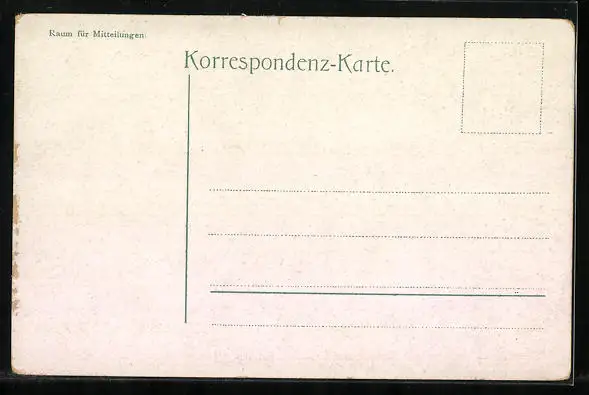 Raum für Mitteilungen.
Korrespondenz-Karte.